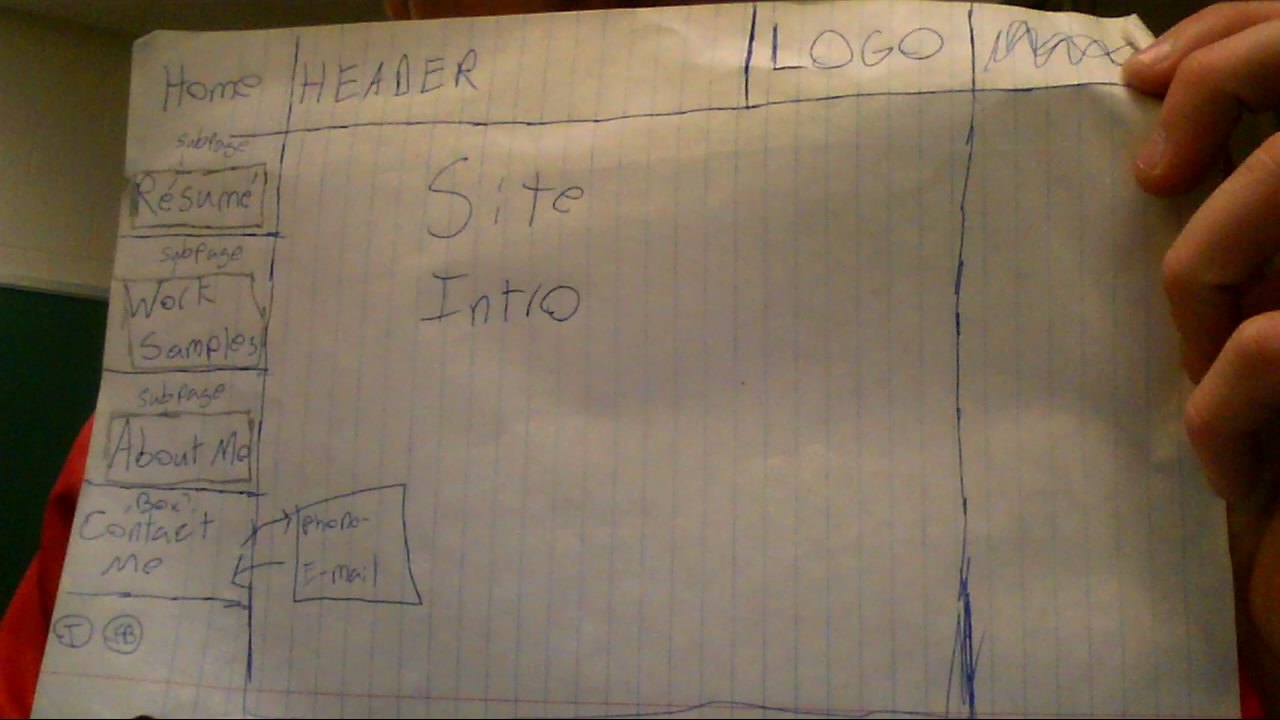 Home
HEADER
LOGO
subpage
Résumé
subpage
Work
Samples
subpage
About Me
"Box"
Contact
Me
Phone-
E-mail
Site
Intro
I
FB